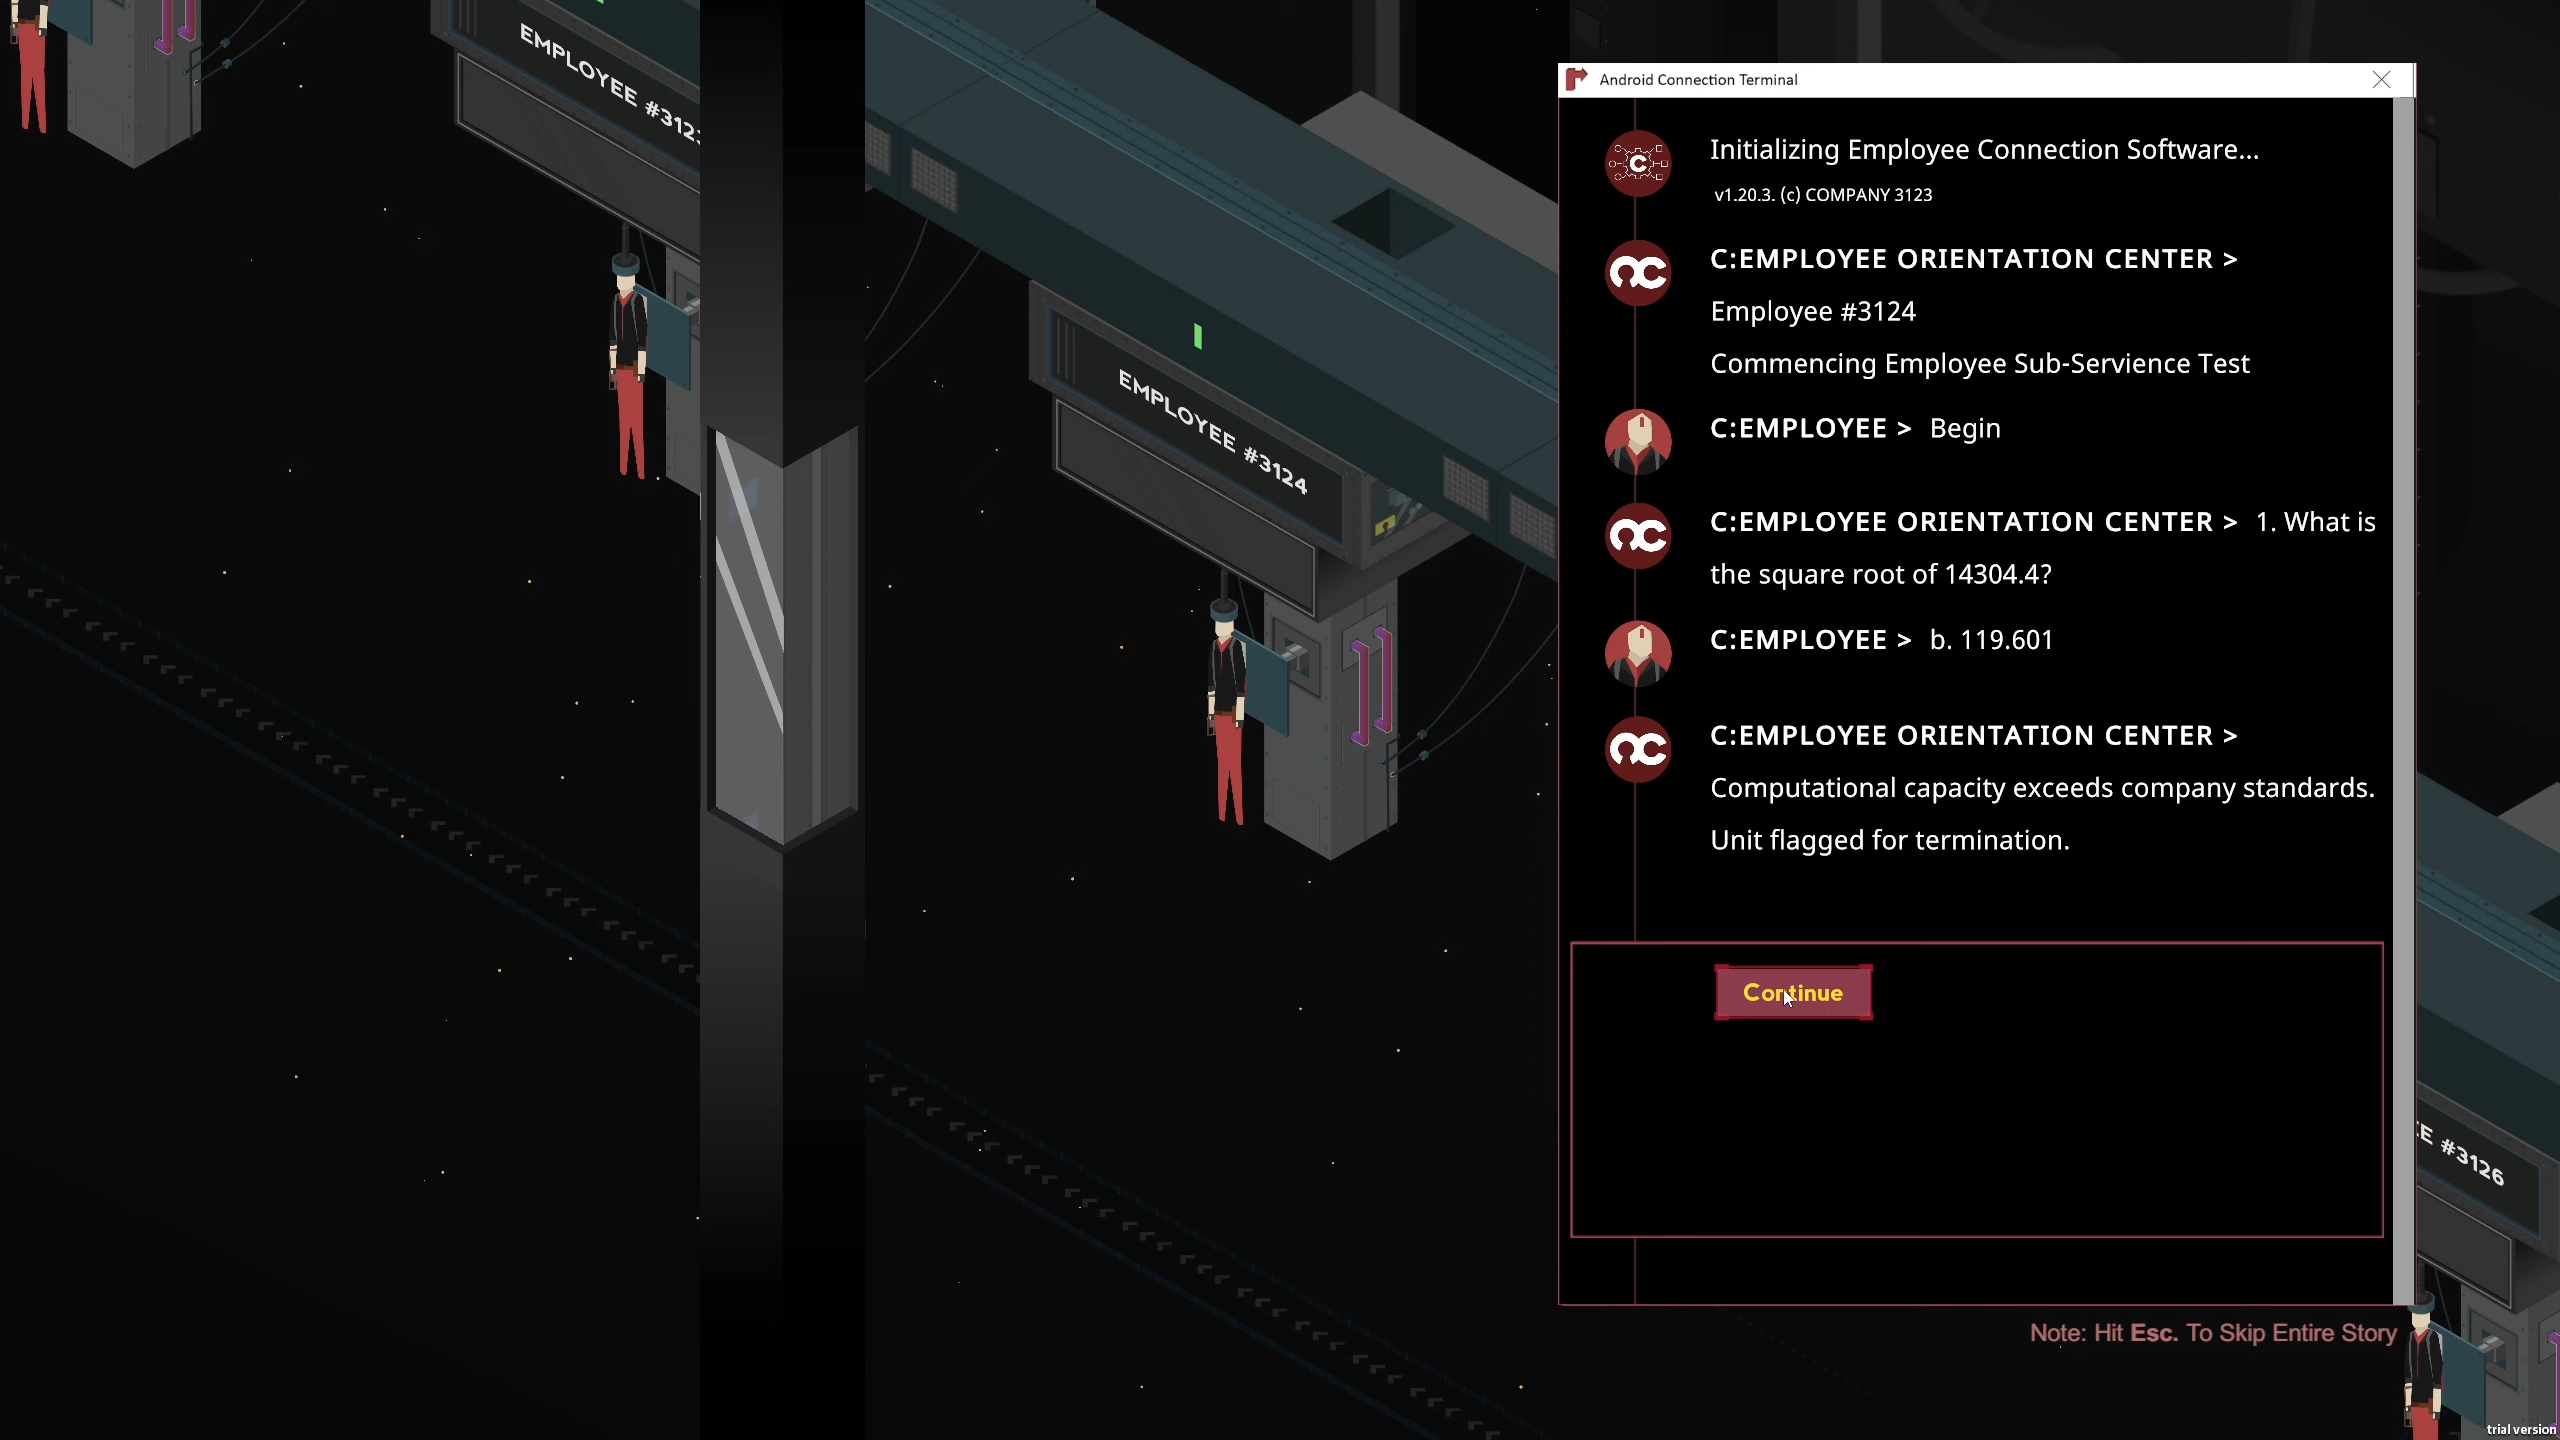 EMPLOYEE #312
EMPLOYEE #3124
Android Connection Terminal
C
Initializing Employee Connection Software...
v1.20.3. (c) COMPANY 3123
C:EMPLOYEE ORIENTATION CENTER >
Employee #3124
Commencing Employee Sub-Servience Test
C:EMPLOYEE > Begin
C:EMPLOYEE ORIENTATION CENTER > 1. What is
the square root of 14304.4?
C:EMPLOYEE > b. 119.601
C:EMPLOYEE ORIENTATION CENTER >
Computational capacity exceeds company standards.
Unit flagged for termination.
Continue
E #3126
Note: Hit Esc. To Skip Entire Story
trial version